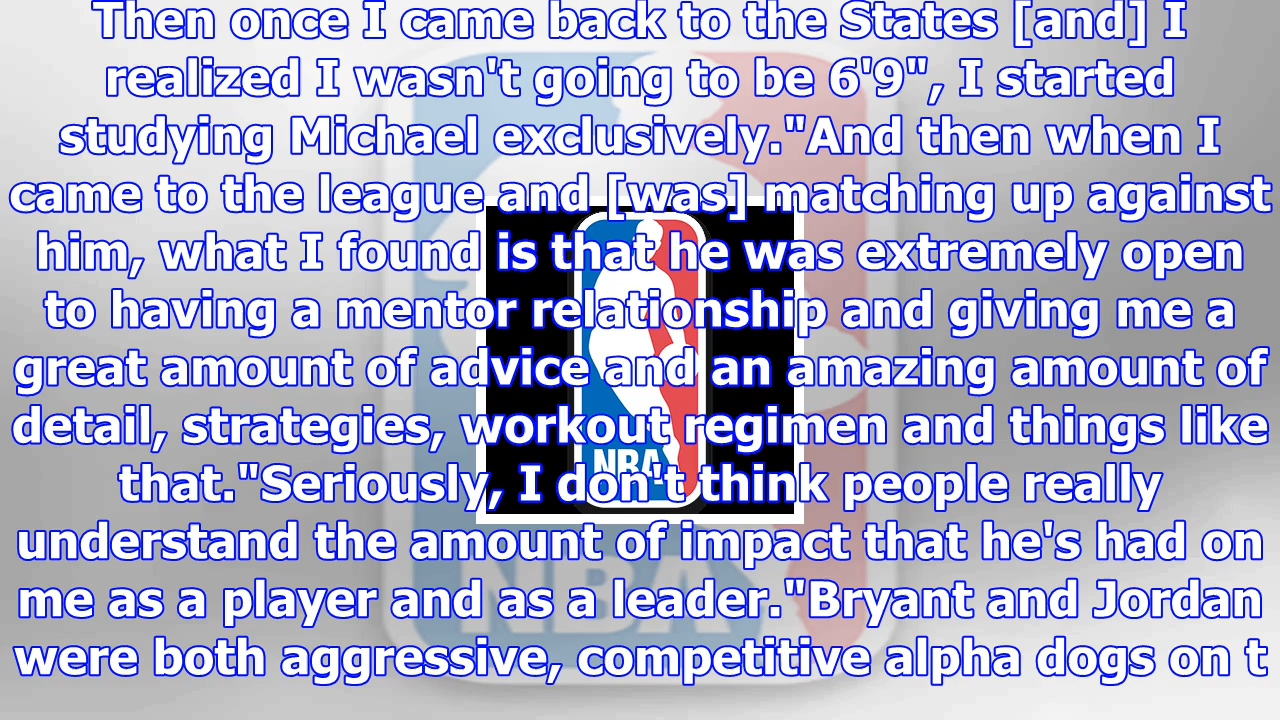 Then once I came back to the States [and] I
realized I wasn't going to be 6'9", I started
studying Michael exclusively."And then when I
came to the league and [was] matching up against
him, what I found is that he was extremely open
to having a mentor relationship and giving me a
great amount of advice and an amazing amount of
detail, strategies, workout regimen and things like
that."Seriously, I don't think people really
understand the amount of impact that he's had on
me as a player and as a leader."Bryant and Jordan
were both aggressive, competitive alpha dogs on t
NBA
NBA